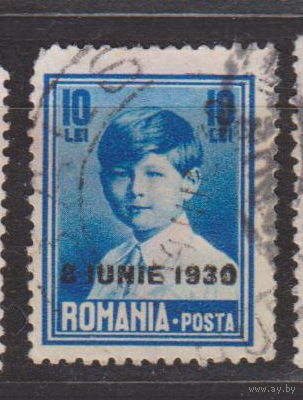 10 10
LEI LEI
8 IUNIE 1930
ROMANIA · POSTA
www.ay.by